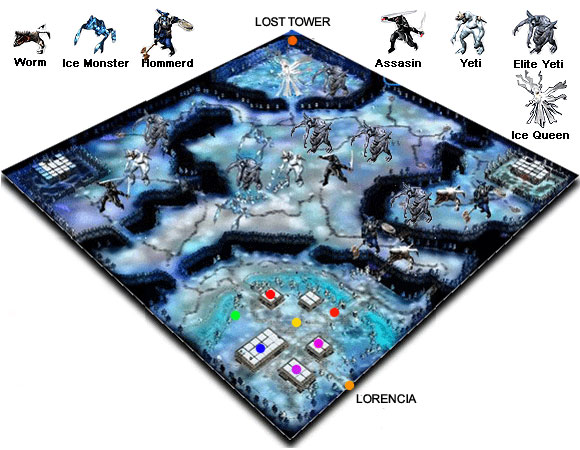 LOST TOWER
Worm
Ice Monster
Hommerd
Assasin
Yeti
Elite Yeti
Ice Queen
LORENCIA